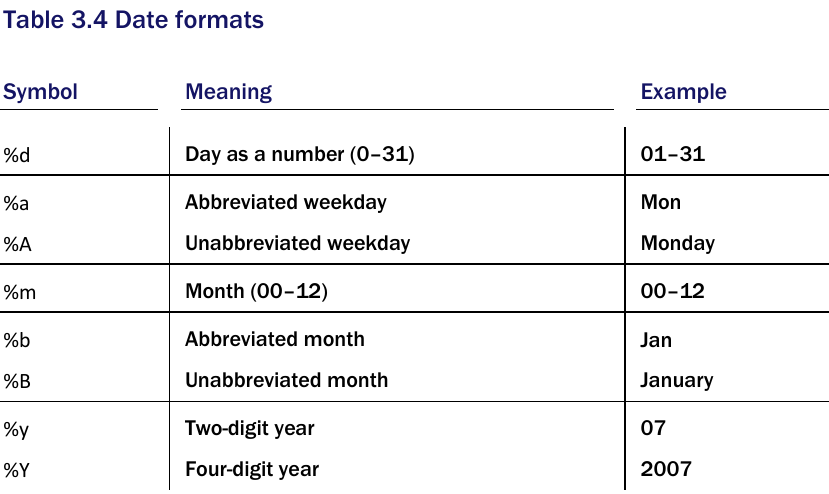 Table 3.4 Date formats
Symbol Meaning Example
%d Day as a number (0–31) 01–31
%a Abbreviated weekday Mon
%A Unabbreviated weekday Monday
%m Month (00–12) 00–12
%b Abbreviated month Jan
%B Unabbreviated month January
%y Two-digit year 07
%Y Four-digit year 2007